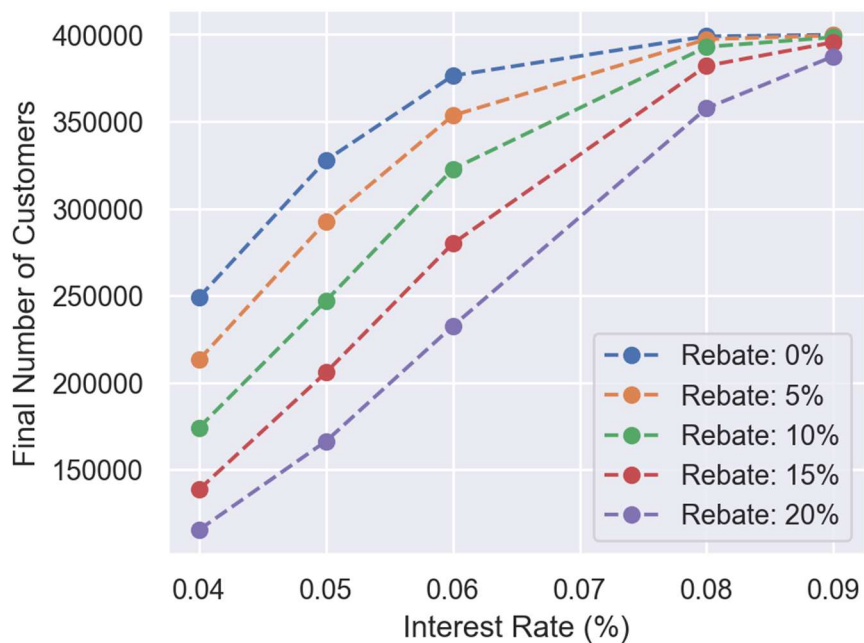 400000
350000
300000
250000
200000
150000
Final Number of Customers
0.04 0.05 0.06 0.07 0.08 0.09
Interest Rate (%)
Rebate: 0%
Rebate: 5%
Rebate: 10%
Rebate: 15%
Rebate: 20%